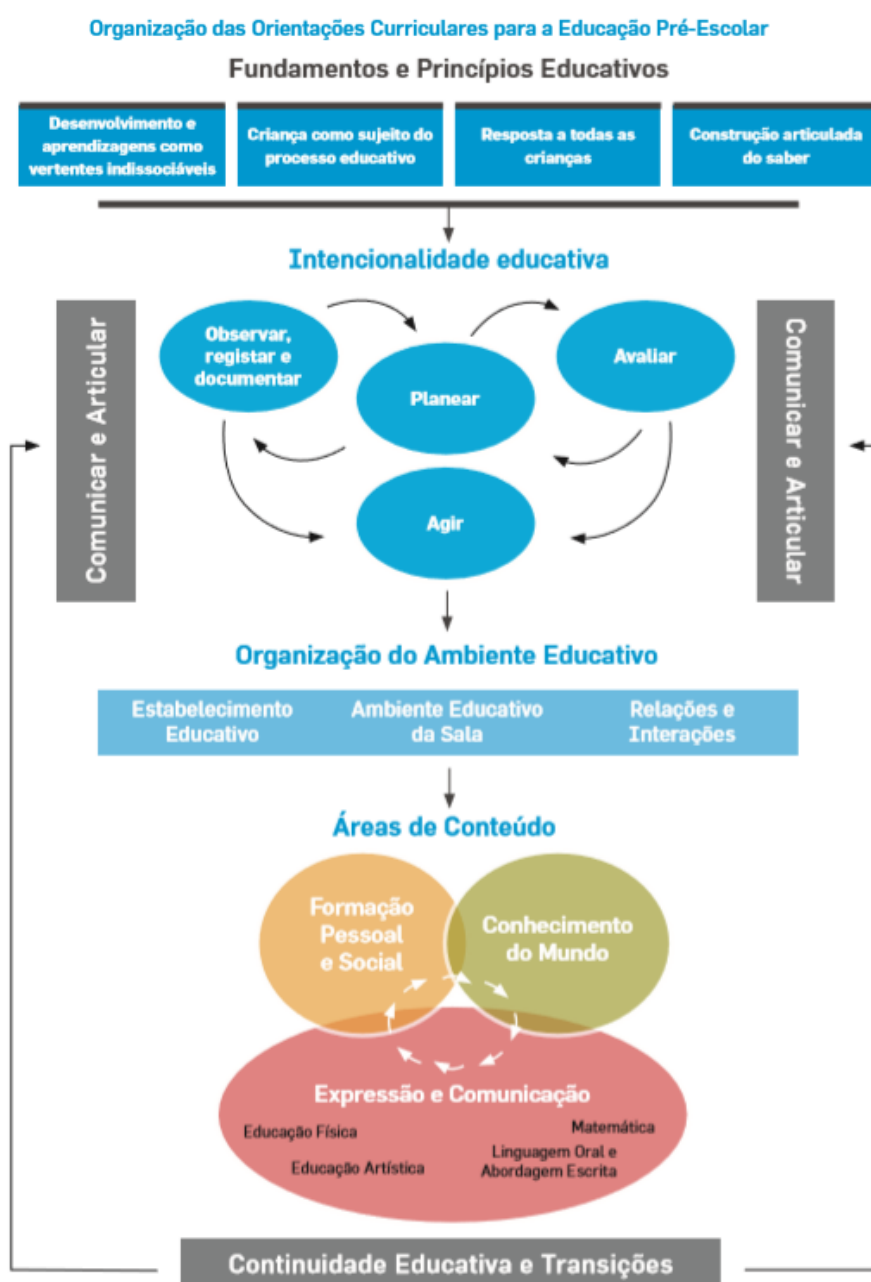 Organização das Orientações Curriculares para a Educação Pré-Escolar
Fundamentos e Princípios Educativos
Desenvolvimento e
aprendizagens como
vertentes indissociáveis
Criança como sujeito do
processo educativo
Resposta a todas as
crianças
Construção articulada
do saber
Intencionalidade educativa
Comunicar e Articular
Observar,
registar e
documentar
Planear
Avaliar
Agir
Comunicar e Articular
Organização do Ambiente Educativo
Estabelecimento
Educativo
Ambiente Educativo
da Sala
Relações e
Interações
Áreas de Conteúdo
Formação
Pessoal
e Social
Conhecimento
do Mundo
Expressão e Comunicação
Educação Física
Matemática
Educação Artística
Linguagem Oral e
Abordagem Escrita
Continuidade Educativa e Transições